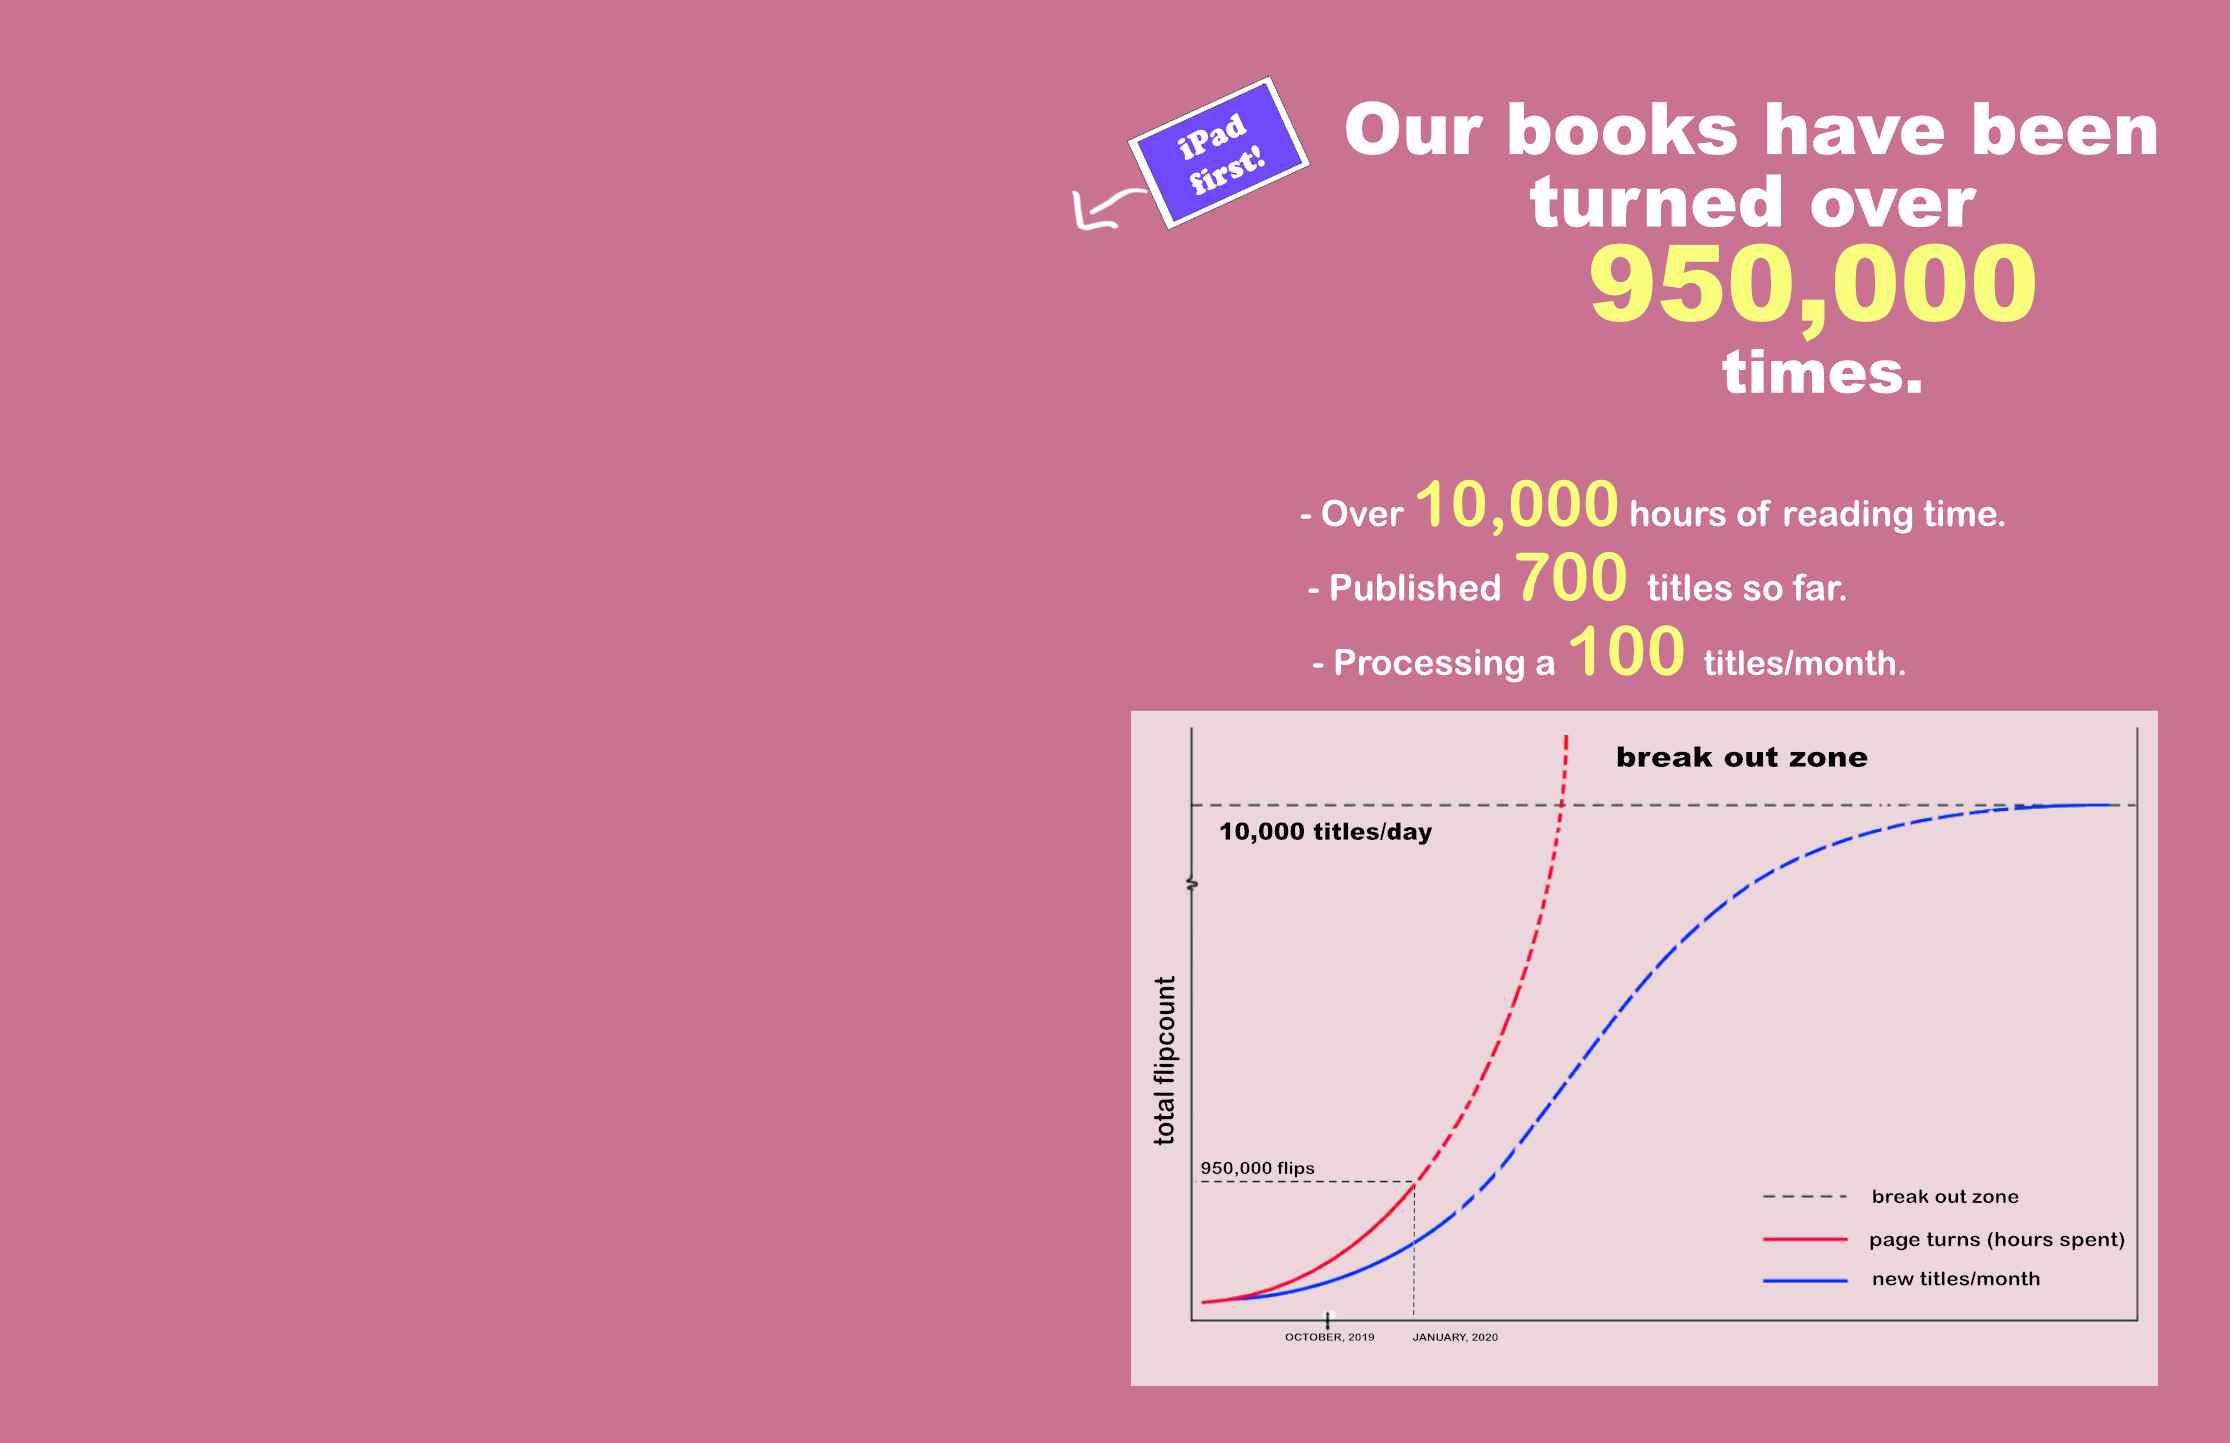 iPad
first!
Our books have been
turned over
950,000
times.
- Over 10,000 hours of reading time.
- Published 700 titles so far.
- Processing a 100 titles/month.
break out zone
10,000 titles/day
total flipcount
950,000 flips
break out zone
page turns (hours spent)
new titles/month
OCTOBER, 2019
JANUARY, 2020